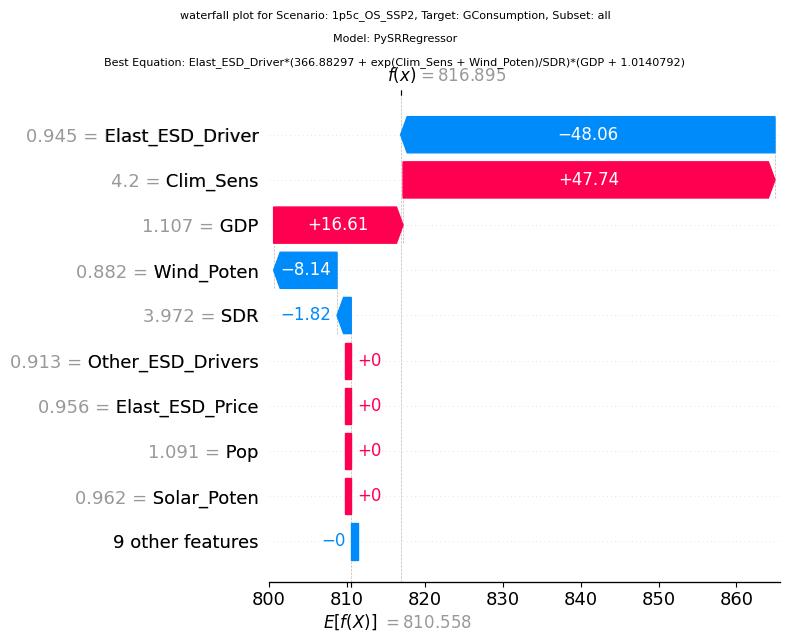 waterfall plot for Scenario: 1p5c_OS_SSP2, Target: GConsumption, Subset: all
Model: PySRRegressor
Best Equation: Elast_ESD_Driver*(366.88297 + exp(Clim_Sens + Wind_Poten)/SDR)*(GDP + 1.0140792)
f(x) = 816.895
0.945 = Elast_ESD_Driver −48.06
4.2 = Clim_Sens +47.74
1.107 = GDP +16.61
0.882 = Wind_Poten −8.14
3.972 = SDR −1.82
0.913 = Other_ESD_Drivers +0
0.956 = Elast_ESD_Price +0
1.091 = Pop +0
0.962 = Solar_Poten +0
9 other features −0
800 810 820 830 840 850 860
E[f(X)] = 810.558